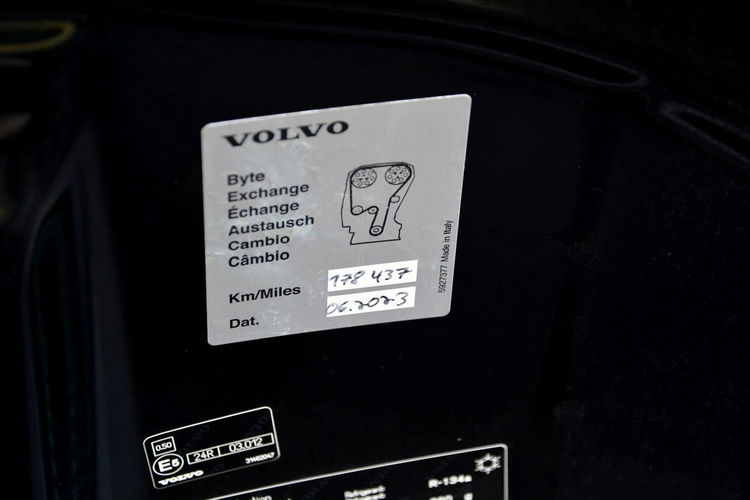 VOLVO
Byte
Exchange
Échange
Austausch
Cambio
Câmbio
Km/Miles 178 437
Dat. 06.2023
5927377 Made in Italy
0.50
E5 24R 03.012
VOLVO 31462047
R-134a